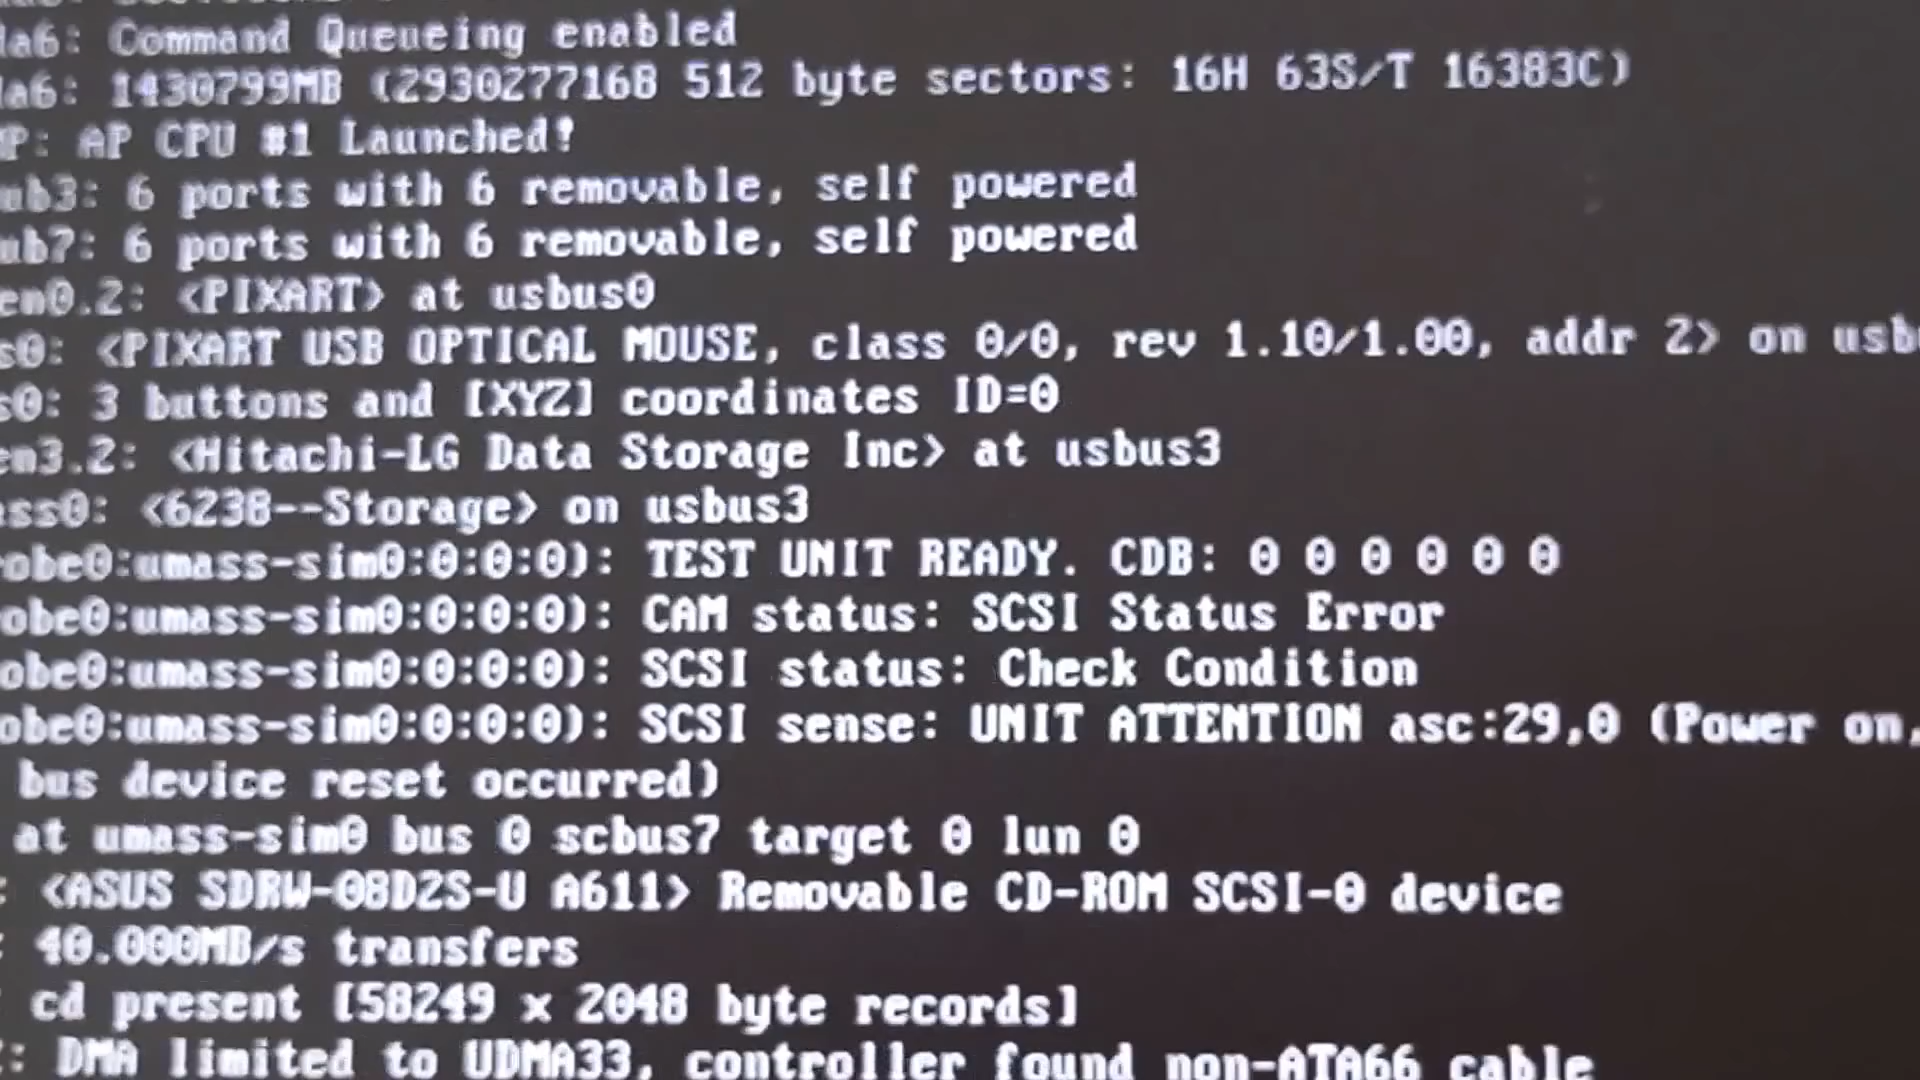 da6: Command Queueing enabled
da6: 1430799MB (2930277168 512 byte sectors: 16H 63S/T 16383C)
MP: AP CPU #1 Launched!
ub3: 6 ports with 6 removable, self powered
ub7: 6 ports with 6 removable, self powered
en0.2: <PIXART> at usbus0
s0: <PIXART USB OPTICAL MOUSE, class 0/0, rev 1.10/1.00, addr 2> on usb
s0: 3 buttons and [XYZ] coordinates ID=0
en3.2: <Hitachi-LG Data Storage Inc> at usbus3
ass0: <6238--Storage> on usbus3
obe0:umass-sim0:0:0:0): TEST UNIT READY. CDB: 0 0 0 0 0 0
obe0:umass-sim0:0:0:0): CAM status: SCSI Status Error
obe0:umass-sim0:0:0:0): SCSI status: Check Condition
obe0:umass-sim0:0:0:0): SCSI sense: UNIT ATTENTION asc:29,0 (Power on,
bus device reset occurred)
at umass-sim0 bus 0 scbus7 target 0 lun 0
: <ASUS SDRW-08D2S-U A611> Removable CD-ROM SCSI-0 device
: 40.000MB/s transfers
cd present [58249 x 2048 byte records]
: DMA limited to UDMA33, controller found non-ATA66 cable